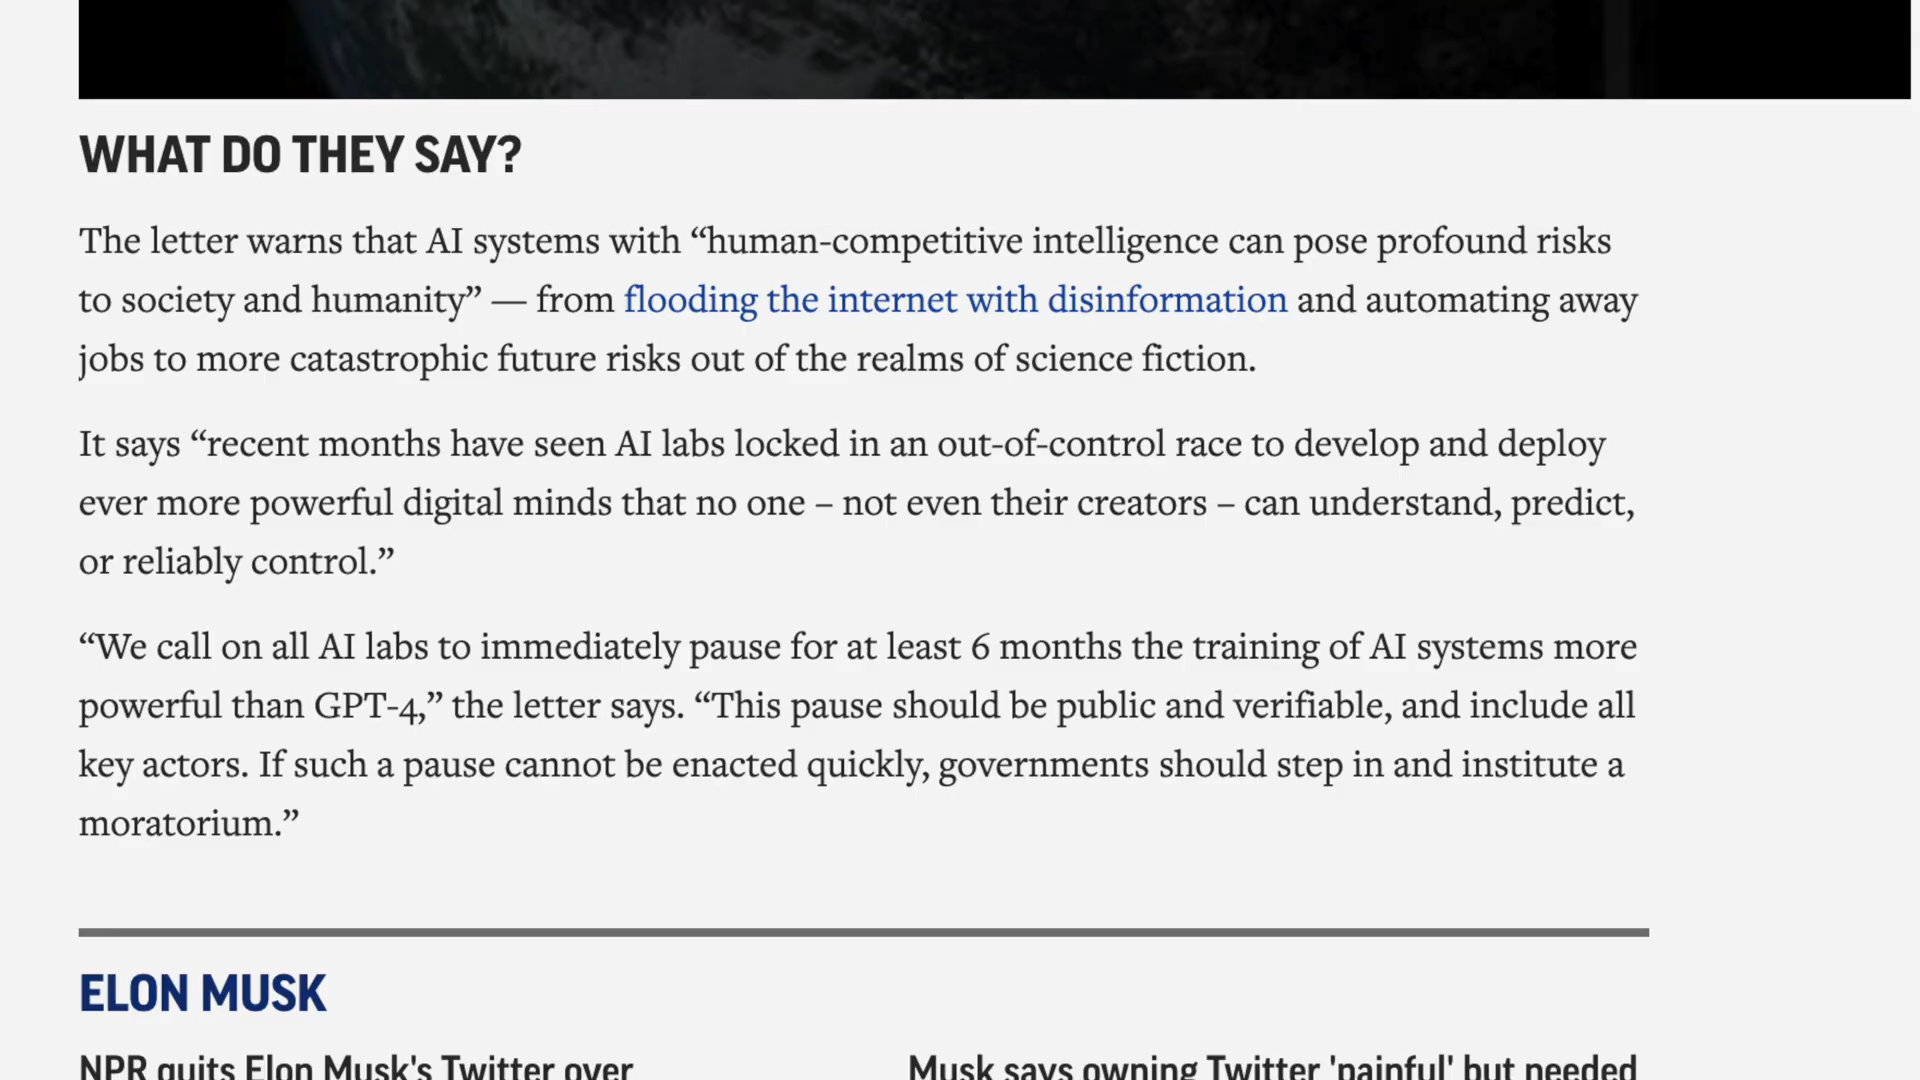 WHAT DO THEY SAY?
The letter warns that AI systems with “human-competitive intelligence can pose profound risks
to society and humanity” — from flooding the internet with disinformation and automating away
jobs to more catastrophic future risks out of the realms of science fiction.
It says “recent months have seen AI labs locked in an out-of-control race to develop and deploy
ever more powerful digital minds that no one – not even their creators – can understand, predict,
or reliably control.”
“We call on all AI labs to immediately pause for at least 6 months the training of AI systems more
powerful than GPT-4,” the letter says. “This pause should be public and verifiable, and include all
key actors. If such a pause cannot be enacted quickly, governments should step in and institute a
moratorium.”
ELON MUSK
NPR quits Elon Musk's Twitter over
Musk says owning Twitter 'painful' but needed